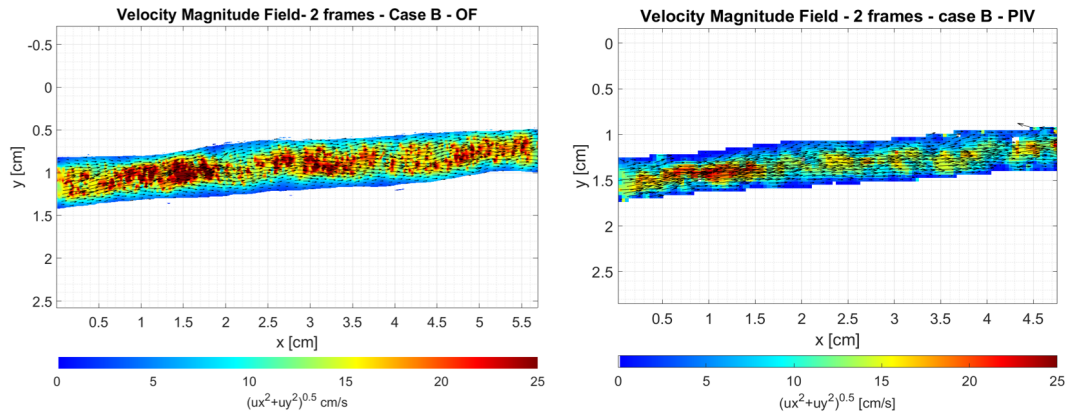 Velocity Magnitude Field- 2 frames - Case B - OF
-0.5
0
0.5
1
1.5
2
2.5
y [cm]
0.5 1 1.5 2 2.5 3 3.5 4 4.5 5 5.5
x [cm]
0 5 10 15 20 25
(ux²+uy²)^0.5 cm/s
Velocity Magnitude Field - 2 frames - case B - PIV
0
0.5
1
1.5
2
2.5
y [cm]
0.5 1 1.5 2 2.5 3 3.5 4 4.5
x [cm]
0 5 10 15 20 25
(ux²+uy²)^0.5 [cm/s]